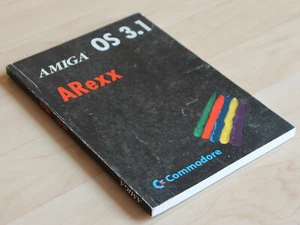 AMIGA OS 3.1
ARexx
Commodore